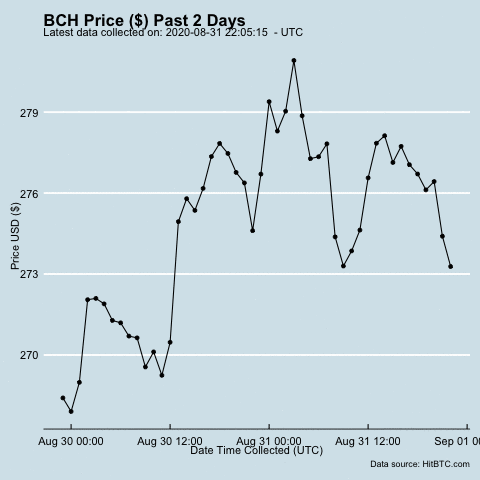 BCH Price ($) Past 2 Days
Latest data collected on: 2020-08-31 22:05:15 - UTC
279
276
273
270
Price USD ($)
Aug 30 00:00 Aug 30 12:00 Aug 31 00:00 Aug 31 12:00 Sep 01 0
Date Time Collected (UTC)
Data source: HitBTC.com